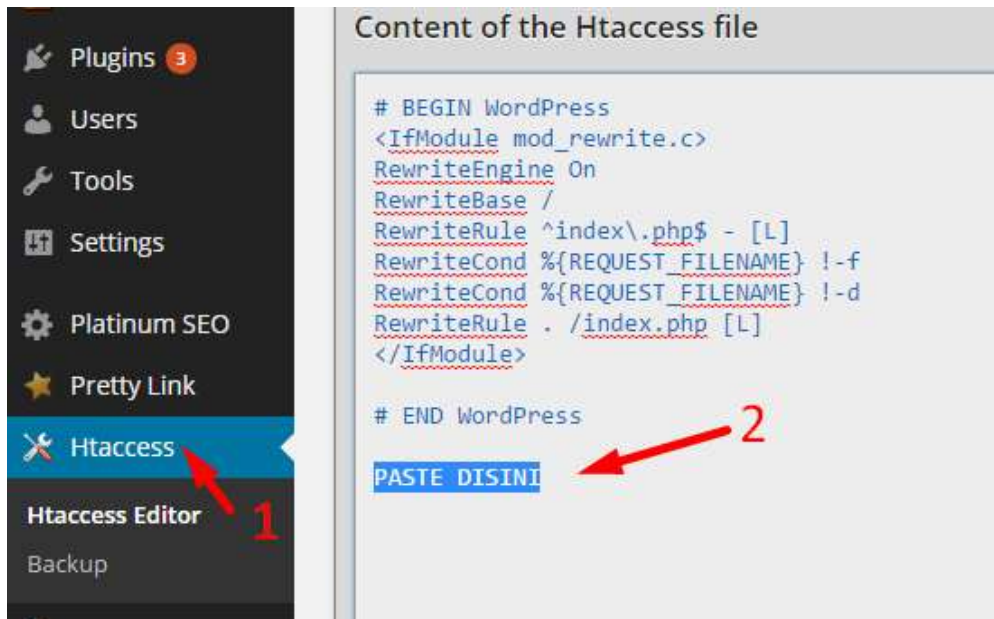 Plugins 3
Users
Tools
Settings
Platinum SEO
Pretty Link
Htaccess
1
Htaccess Editor
Backup
Content of the Htaccess file
# BEGIN WordPress
<IfModule mod_rewrite.c>
RewriteEngine On
RewriteBase /
RewriteRule ^index\.php$ - [L]
RewriteCond %{REQUEST_FILENAME} !-f
RewriteCond %{REQUEST_FILENAME} !-d
RewriteRule . /index.php [L]
</IfModule>
# END WordPress
2
PASTE DISINI